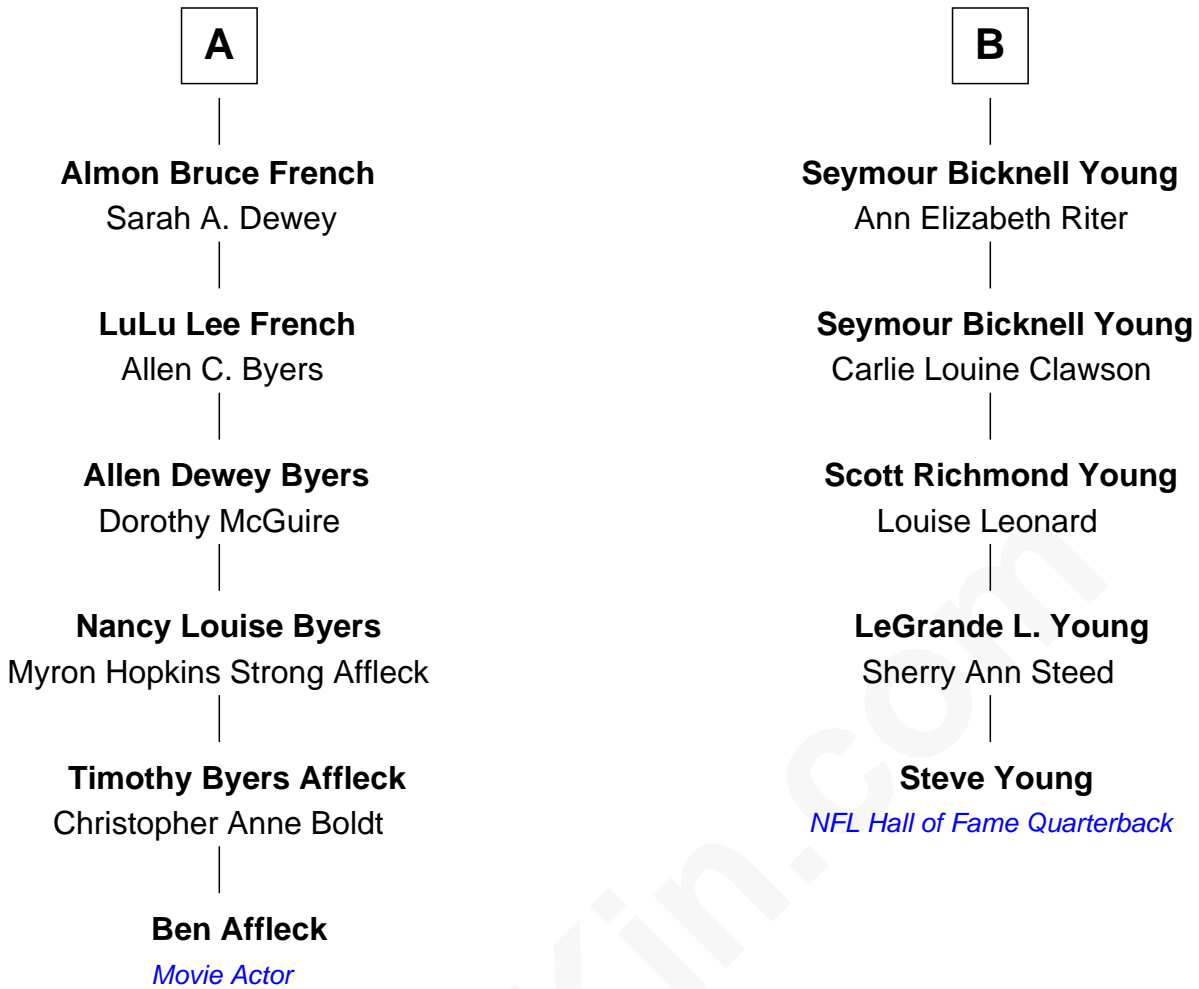 A
Almon Bruce French
Sarah A. Dewey
LuLu Lee French
Allen C. Byers
Allen Dewey Byers
Dorothy McGuire
Nancy Louise Byers
Myron Hopkins Strong Affleck
Timothy Byers Affleck
Christopher Anne Boldt
Ben Affleck
Movie Actor
B
Seymour Bicknell Young
Ann Elizabeth Riter
Seymour Bicknell Young
Carlie Louine Clawson
Scott Richmond Young
Louise Leonard
LeGrande L. Young
Sherry Ann Steed
Steve Young
NFL Hall of Fame Quarterback
Kin.com